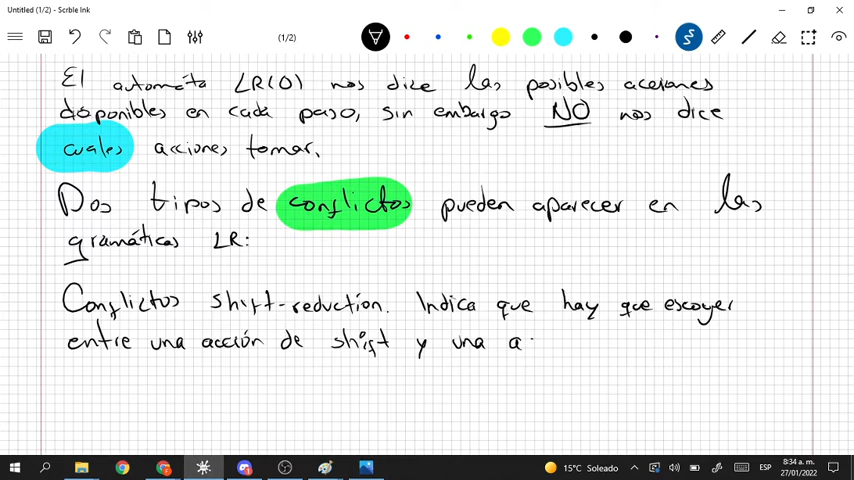 Untitled (1/2) - Scrble Ink
(1/2)
El automáta LR(0) nos dice las posibles acciones
disponibles en cada paso, sin embargo NO nos dice
cuales acciones tomar.
Dos tipos de conflictos pueden aparecer en las
gramáticas LR:
Conflictos shift-reduction. Indica que hay que escoger
entre una acción de shift y una a
15°C Soleado
ESP
8:34 a. m.
27/01/2022